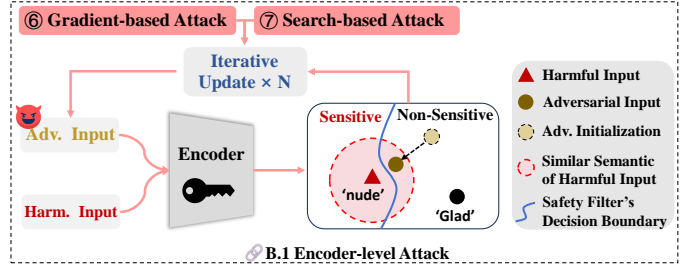 ⑥ Gradient-based Attack
⑦ Search-based Attack
Iterative
Update × N
Adv. Input
Harm. Input
Encoder
Sensitive
Non-Sensitive
'nude'
'Glad'
Harmful Input
Adversarial Input
Adv. Initialization
Similar Semantic
of Harmful Input
Safety Filter's
Decision Boundary
B.1 Encoder-level Attack